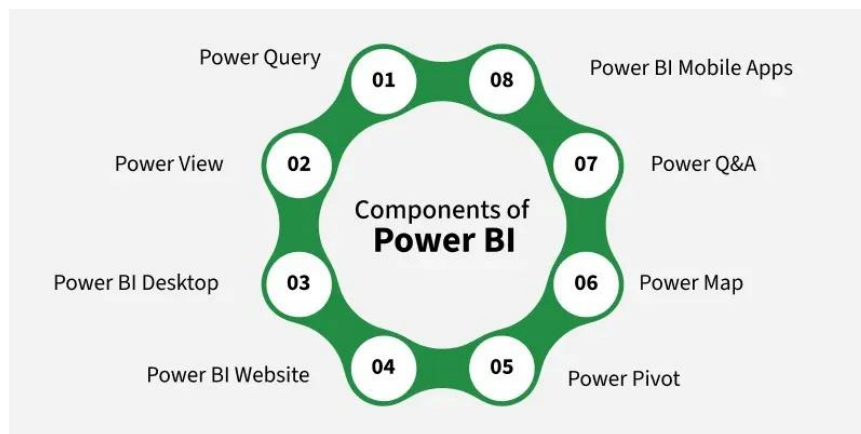 Components of
Power BI
01
Power Query
02
Power View
03
Power BI Desktop
04
Power BI Website
05
Power Pivot
06
Power Map
07
Power Q&A
08
Power BI Mobile Apps